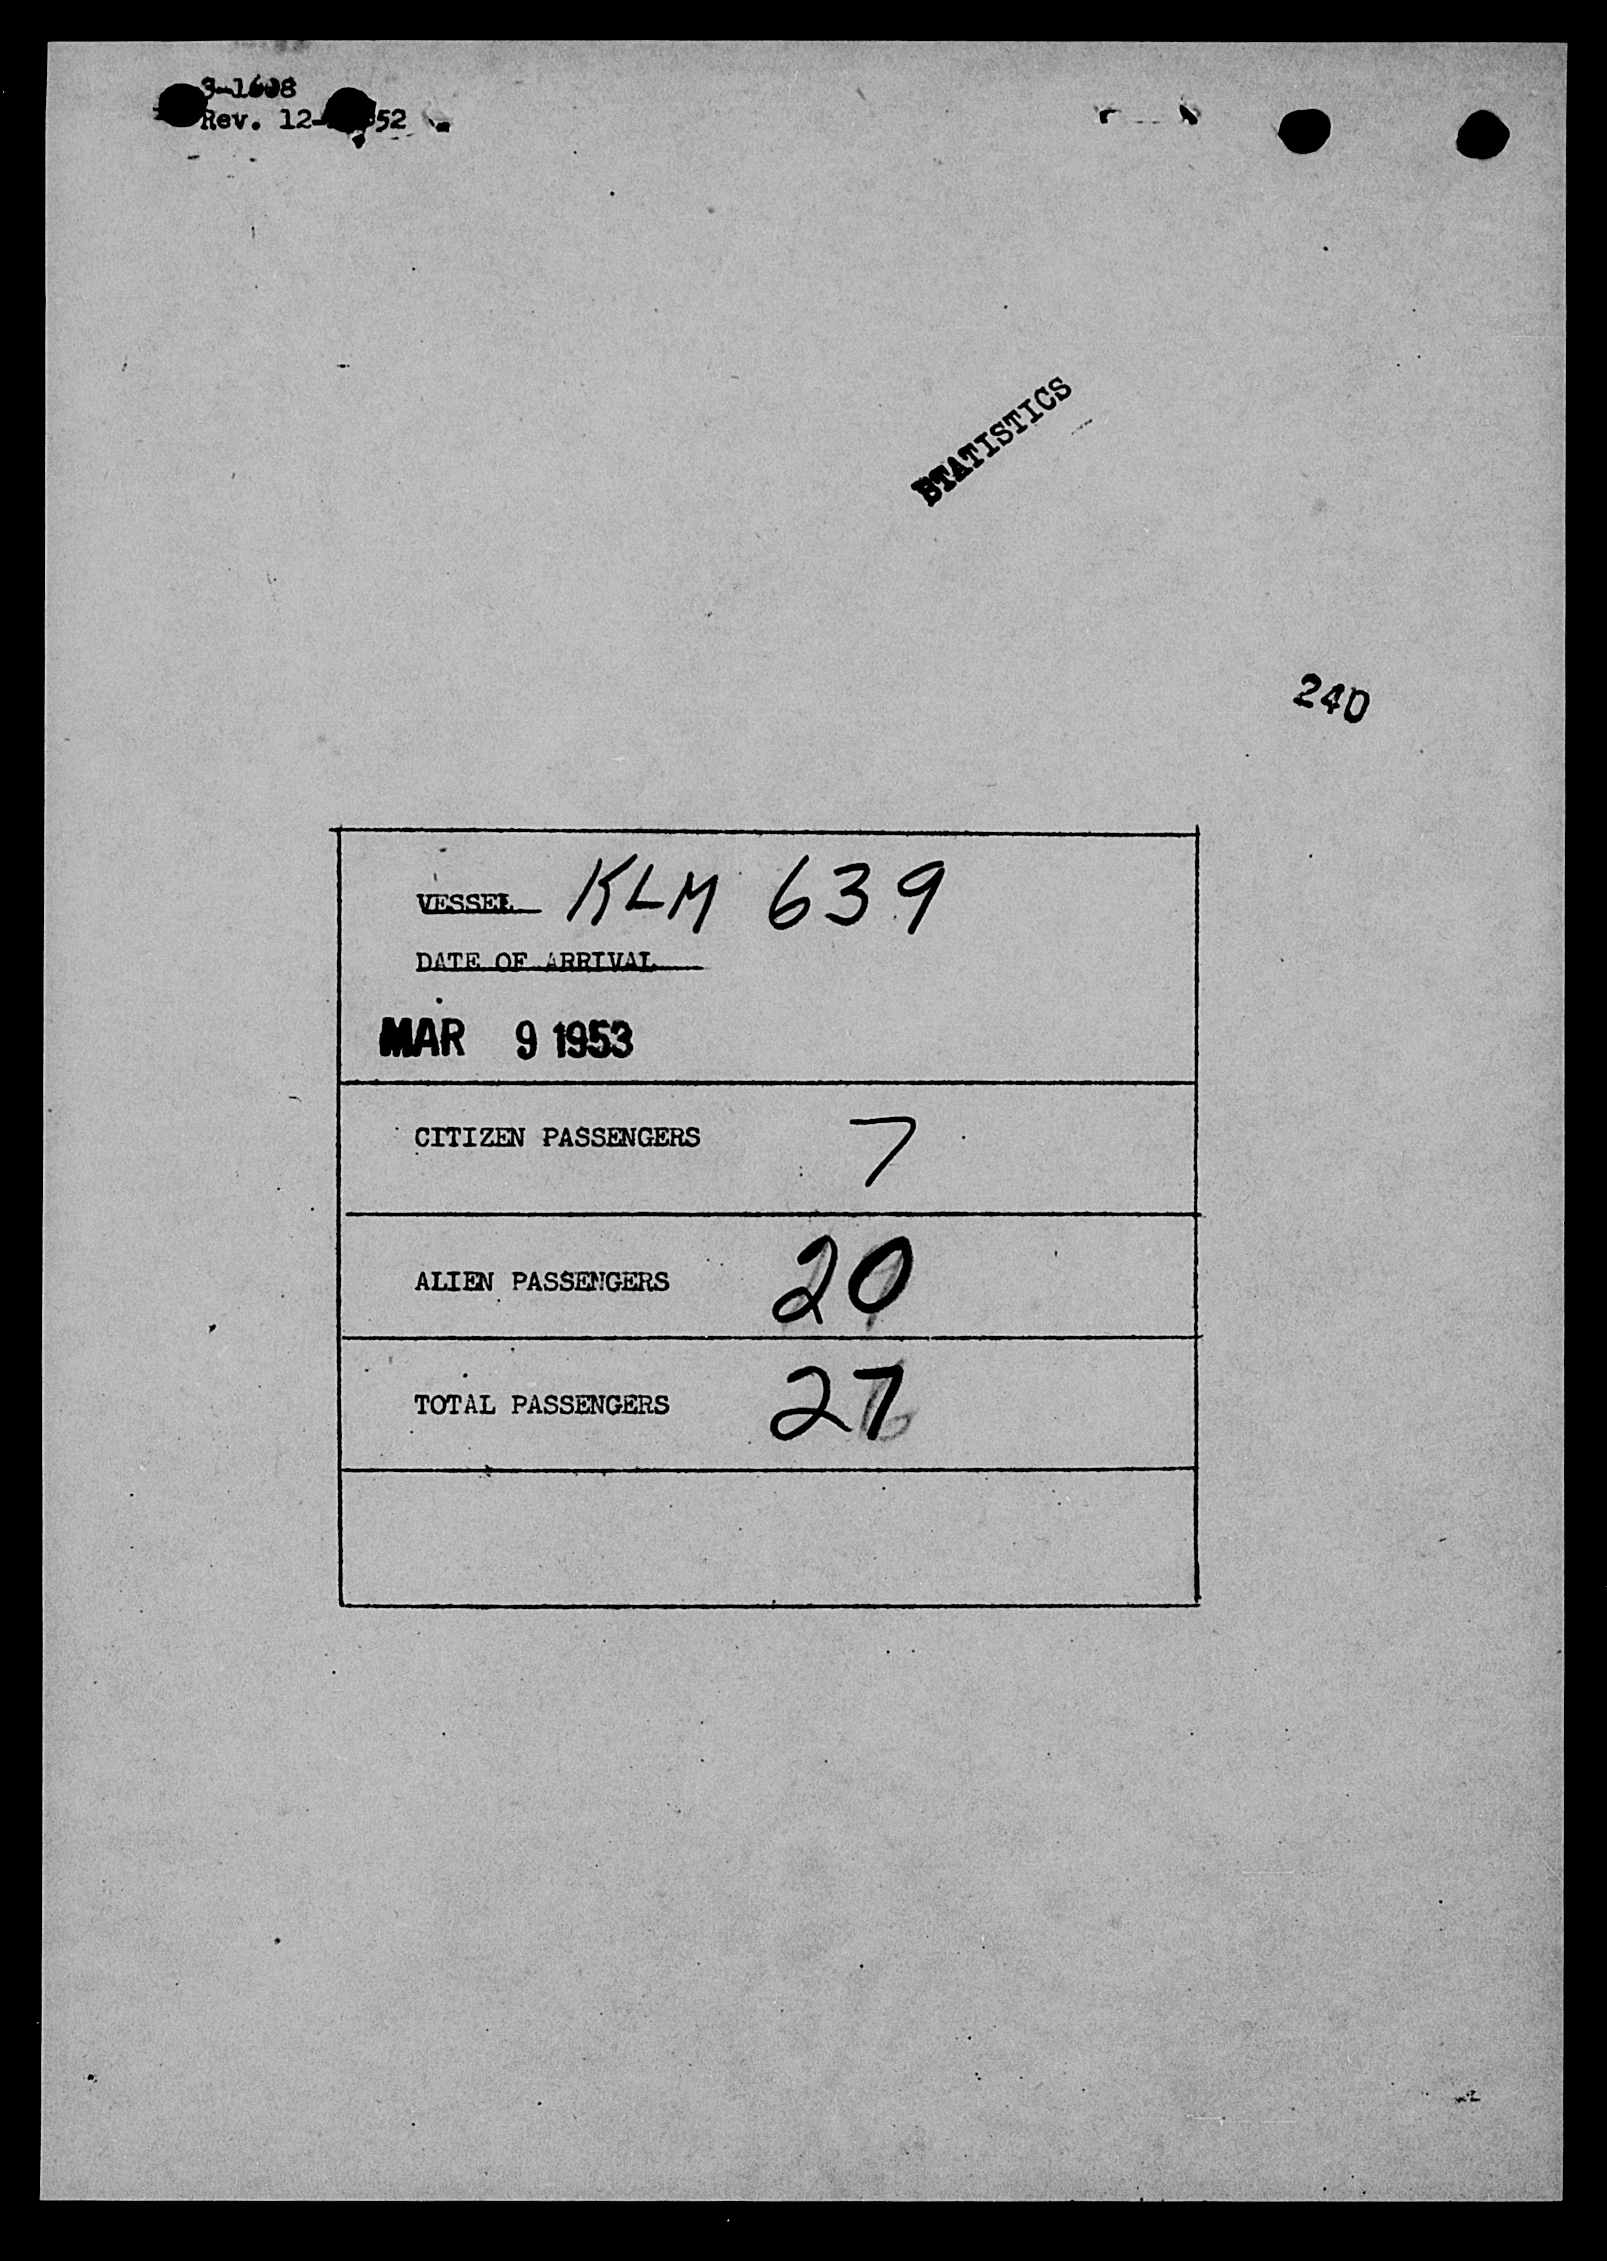 3-1608
Rev. 12- 52
STATISTICS
240
VESSEL KLM 639
DATE OF ARRIVAL
MAR 9 1953
CITIZEN PASSENGERS 7
ALIEN PASSENGERS 20
TOTAL PASSENGERS 27